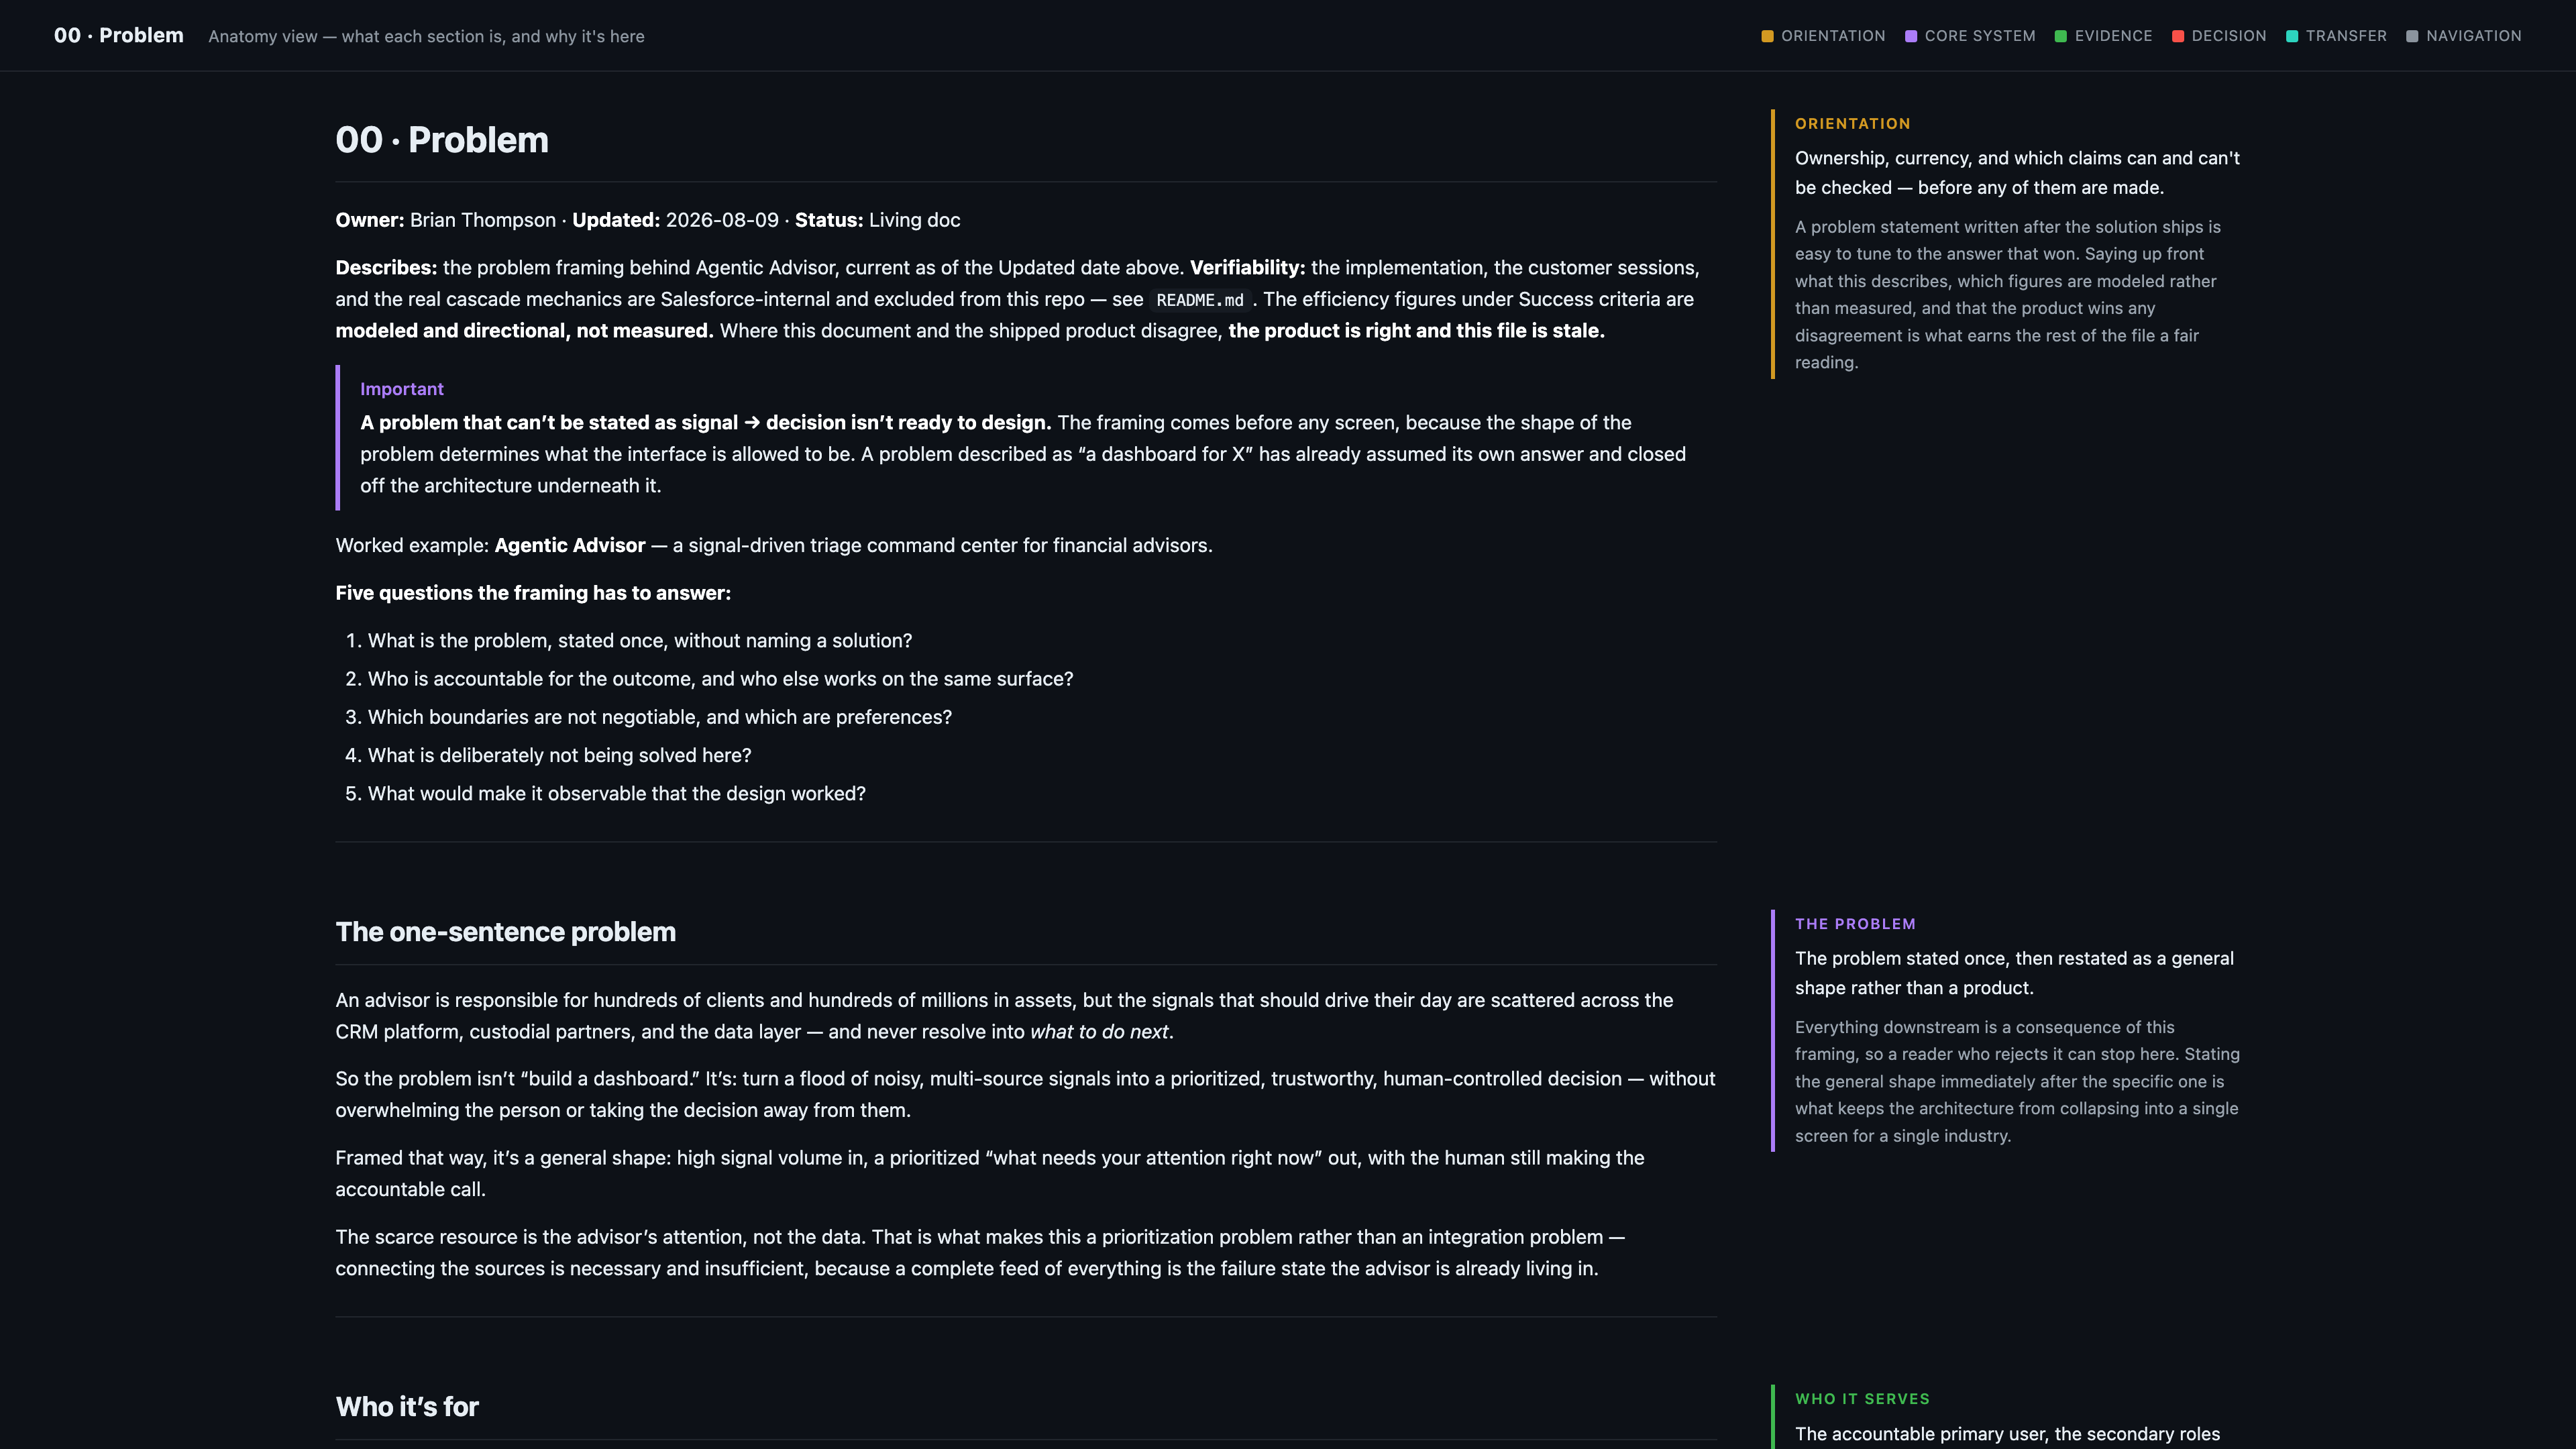 00 · Problem
Anatomy view — what each section is, and why it's here
ORIENTATION
CORE SYSTEM
EVIDENCE
DECISION
TRANSFER
NAVIGATION
00 · Problem
Owner: Brian Thompson · Updated: 2026-08-09 · Status: Living doc
Describes: the problem framing behind Agentic Advisor, current as of the Updated date above. Verifiability: the implementation, the customer sessions,
and the real cascade mechanics are Salesforce-internal and excluded from this repo — see README.md. The efficiency figures under Success criteria are
modeled and directional, not measured. Where this document and the shipped product disagree, the product is right and this file is stale.
Important
A problem that can’t be stated as signal → decision isn’t ready to design. The framing comes before any screen, because the shape of the
problem determines what the interface is allowed to be. A problem described as “a dashboard for X” has already assumed its own answer and closed
off the architecture underneath it.
Worked example: Agentic Advisor — a signal-driven triage command center for financial advisors.
Five questions the framing has to answer:
1. What is the problem, stated once, without naming a solution?
2. Who is accountable for the outcome, and who else works on the same surface?
3. Which boundaries are not negotiable, and which are preferences?
4. What is deliberately not being solved here?
5. What would make it observable that the design worked?
ORIENTATION
Ownership, currency, and which claims can and can't
be checked — before any of them are made.
A problem statement written after the solution ships is
easy to tune to the answer that won. Saying up front
what this describes, which figures are modeled rather
than measured, and that the product wins any
disagreement is what earns the rest of the file a fair
reading.
The one-sentence problem
An advisor is responsible for hundreds of clients and hundreds of millions in assets, but the signals that should drive their day are scattered across the
CRM platform, custodial partners, and the data layer — and never resolve into what to do next.
So the problem isn’t “build a dashboard.” It’s: turn a flood of noisy, multi-source signals into a prioritized, trustworthy, human-controlled decision — without
overwhelming the person or taking the decision away from them.
Framed that way, it’s a general shape: high signal volume in, a prioritized “what needs your attention right now” out, with the human still making the
accountable call.
The scarce resource is the advisor’s attention, not the data. That is what makes this a prioritization problem rather than an integration problem —
connecting the sources is necessary and insufficient, because a complete feed of everything is the failure state the advisor is already living in.
THE PROBLEM
The problem stated once, then restated as a general
shape rather than a product.
Everything downstream is a consequence of this
framing, so a reader who rejects it can stop here. Stating
the general shape immediately after the specific one is
what keeps the architecture from collapsing into a single
screen for a single industry.
Who it’s for
WHO IT SERVES
The accountable primary user, the secondary roles